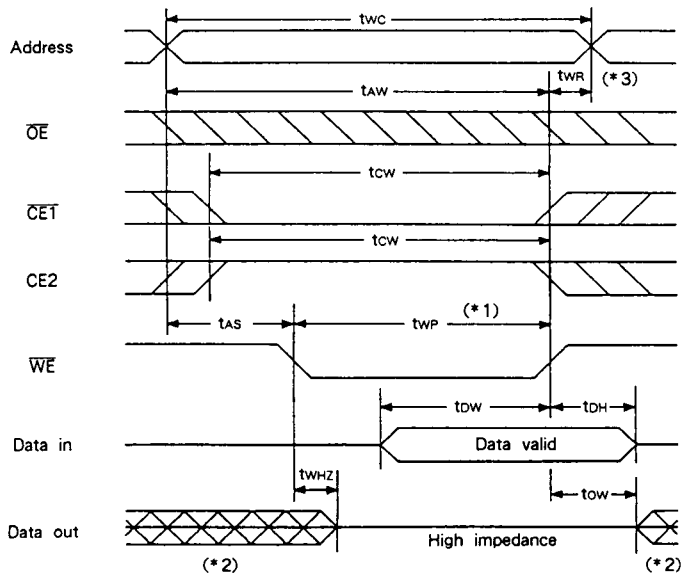 tWC
Address
tWR (*3)
tAW
OE
tCW
CE1
tCW
CE2
tAS tWP (*1)
WE
tDW tDH
Data in Data valid
tWHZ tOW
Data out High impedance
(*2) (*2)